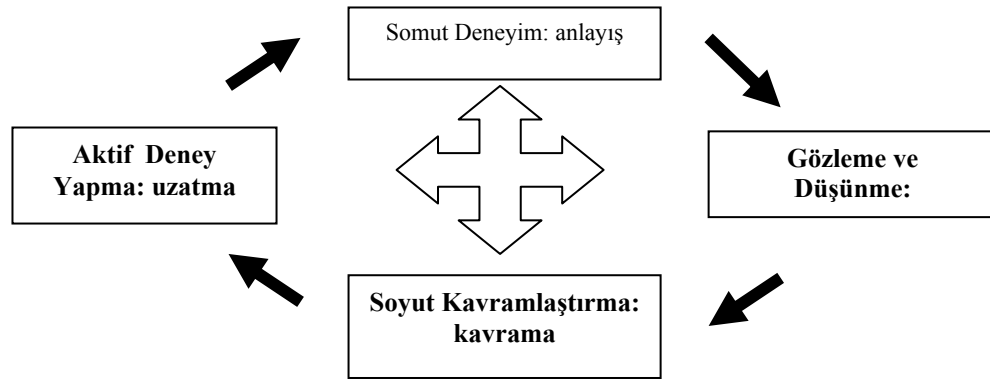 Somut Deneyim: anlayış
Aktif Deney
Yapma: uzatma
Gözleme ve
Düşünme:
Soyut Kavramlaştırma:
kavrama